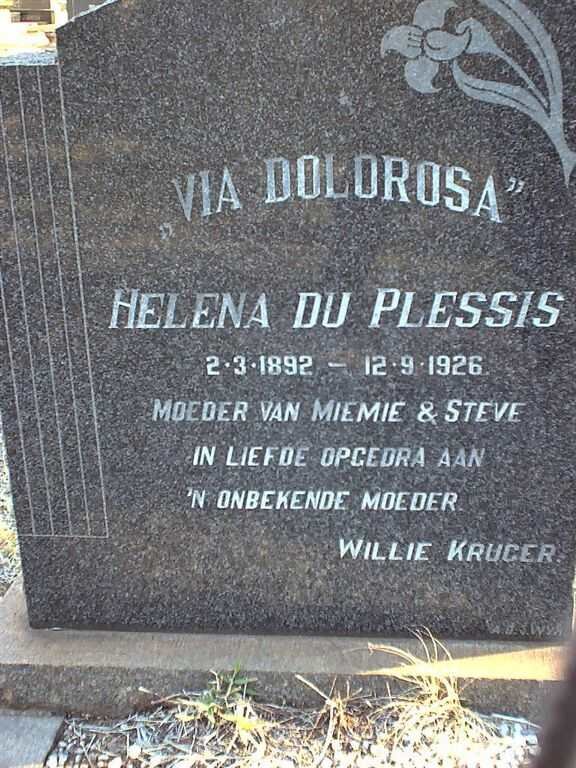 „VIA DOLOROSA”
HELENA DU PLESSIS
2·3·1892 – 12·9·1926
MOEDER VAN MIEMIE & STEVE
IN LIEFDE OPGEDRA AAN
'N ONBEKENDE MOEDER.
WILLIE KRUGER.